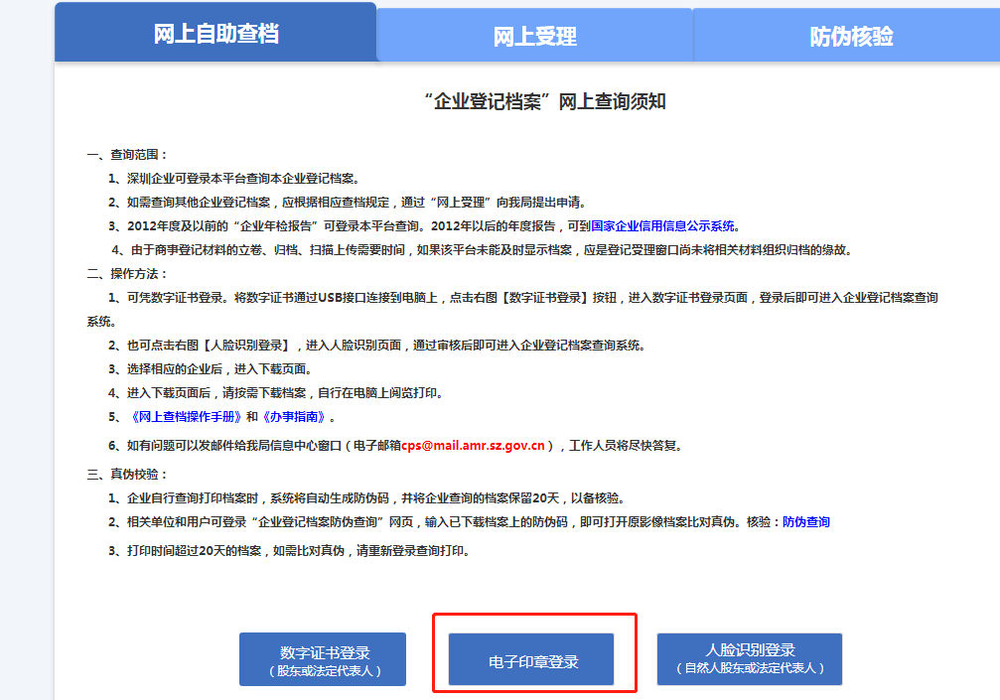 网上自助查档
网上受理
防伪核验
“企业登记档案”网上查询须知
一、查询范围：
1、深圳企业可登录本平台查询本企业登记档案。
2、如需查询其他企业登记档案，应根据相应查档规定，通过“网上受理”向我局提出申请。
3、2012年度及以前的“企业年检报告”可登录本平台查询。2012年以后的年度报告，可到国家企业信用信息公示系统。
4、由于商事登记材料的立卷、归档、扫描上传需要时间，如果该平台未能及时显示档案，应是登记受理窗口尚未将相关材料组织归档的缘故。
二、操作方法：
1、可凭数字证书登录。将数字证书通过USB接口连接到电脑上，点击右图【数字证书登录】按钮，进入数字证书登录页面，登录后即可进入企业登记档案查询
系统。
2、也可点击右图【人脸识别登录】，进入人脸识别页面，通过审核后即可进入企业登记档案查询系统。
3、选择相应的企业后，进入下载页面。
4、进入下载页面后，请按需下载档案，自行在电脑上阅览打印。
5、《网上查档操作手册》和《办事指南》。
6、如有问题可以发邮件给我局信息中心窗口（电子邮箱cps@mail.amr.sz.gov.cn），工作人员将尽快答复。
三、真伪校验：
1、企业自行查询打印档案时，系统将自动生成防伪码，并将企业查询的档案保留20天，以备核验。
2、相关单位和用户可登录“企业登记档案防伪查询”网页，输入已下载档案上的防伪码，即可打开原影像档案比对真伪。核验：防伪查询
3、打印时间超过20天的档案，如需比对真伪，请重新登录查询打印。
数字证书登录
（股东或法定代表人）
电子印章登录
人脸识别登录
（自然人股东或法定代表人）